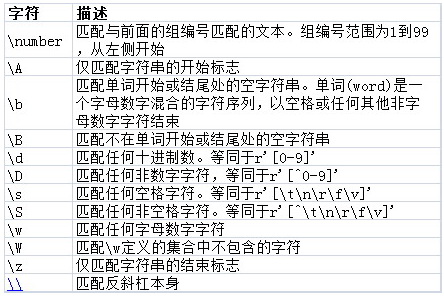 字符 描述
\number 匹配与前面的组编号匹配的文本。组编号范围为1到99
，从左侧开始
\A 仅匹配字符串的开始标志
\b 匹配单词开始或结尾处的空字符串。单词(word)是一
个字母数字混合的字符序列，以空格或任何其他非字
母数字字符结束
\B 匹配不在单词开始或结尾处的空字符串
\d 匹配任何十进制数。等同于r'[0-9]'
\D 匹配任何非数字字符，等同于r'[^0-9]'
\s 匹配任何空格字符。等同于r'[\t\n\r\f\v]'
\S 匹配任何非空格字符。等同于r'[^\t\n\r\f\v]'
\w 匹配任何字母数字字符
\W 匹配\w定义的集合中不包含的字符
\z 仅匹配字符串的结束标志
\\ 匹配反斜杠本身